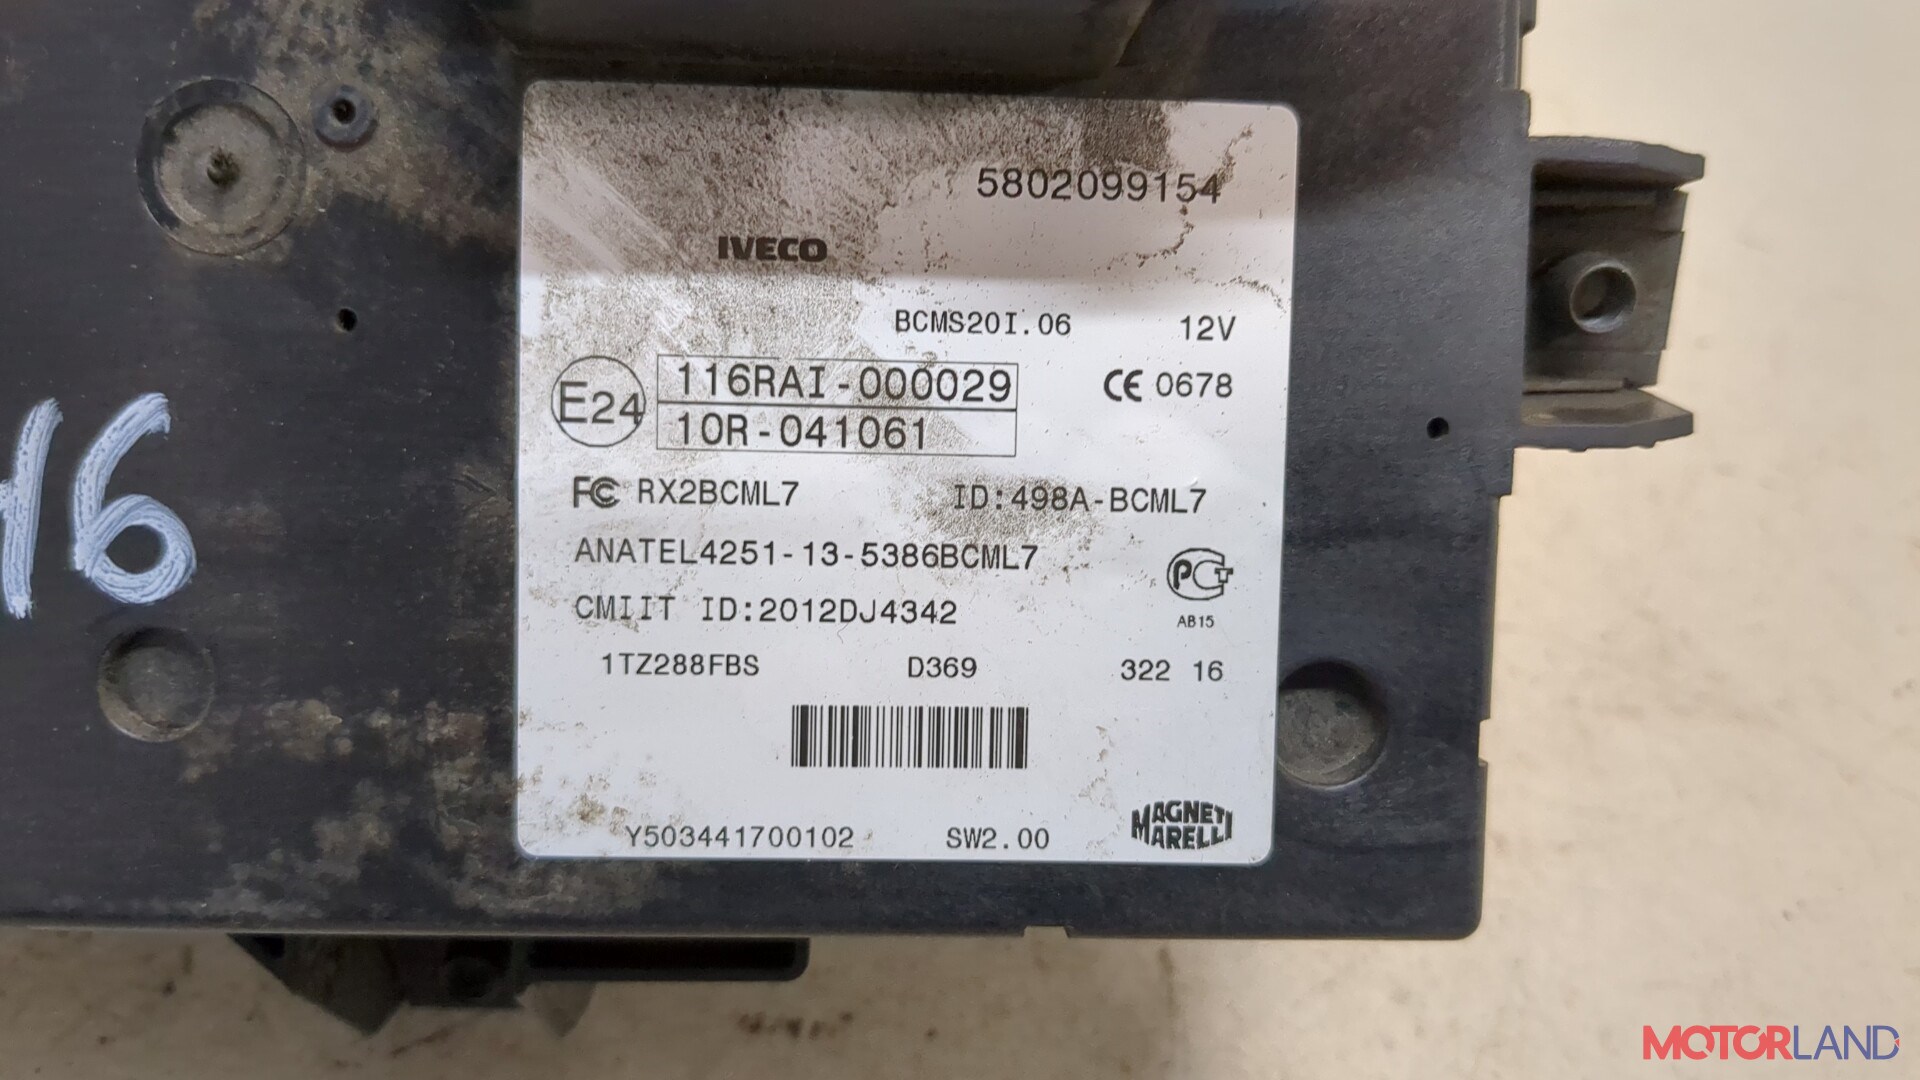 5802099154
IVECO
BCMS20I.06 12V
E24 116RAI-000029 CE 0678
10R-041061
FC RX2BCML7 ID:498A-BCML7
ANATEL4251-13-5386BCML7
PCT
CMIIT ID:2012DJ4342
AB15
1TZ288FBS D369 322 16
Y503441700102 SW2.00
MAGNETI MARELLI
16
MOTORLAND